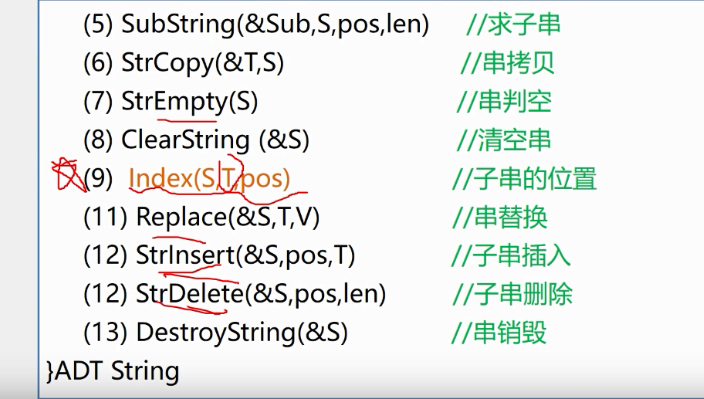 (5) SubString(&Sub,S,pos,len) //求子串
(6) StrCopy(&T,S) //串拷贝
(7) StrEmpty(S) //串判空
(8) ClearString (&S) //清空串
(9) Index(S,T,pos) //子串的位置
(11) Replace(&S,T,V) //串替换
(12) StrInsert(&S,pos,T) //子串插入
(12) StrDelete(&S,pos,len) //子串删除
(13) DestroyString(&S) //串销毁
}ADT String